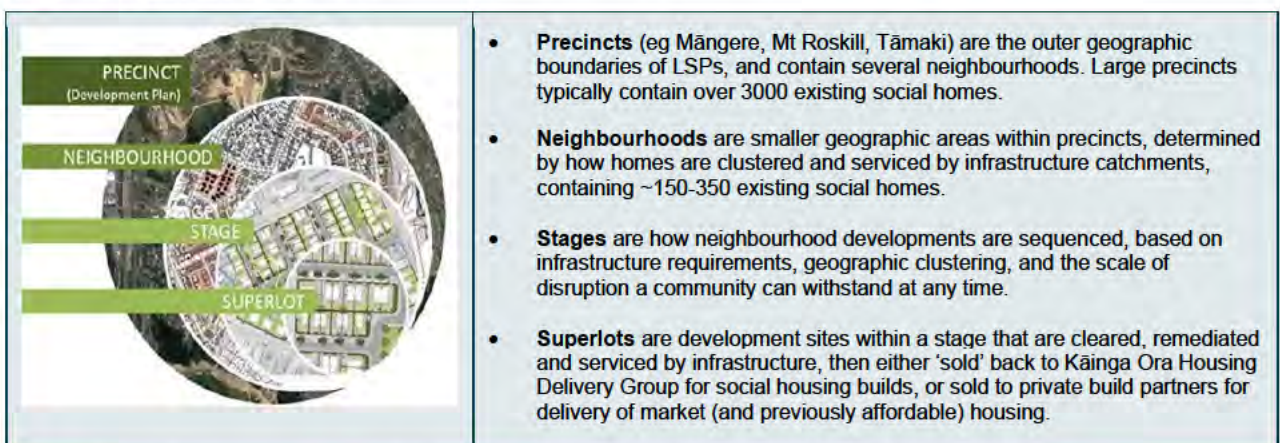 PRECINCT
(Development Plan)
NEIGHBOURHOOD
STAGE
SUPERLOT
• Precincts (eg Māngere, Mt Roskill, Tāmaki) are the outer geographic
boundaries of LSPs, and contain several neighbourhoods. Large precincts
typically contain over 3000 existing social homes.
• Neighbourhoods are smaller geographic areas within precincts, determined
by how homes are clustered and serviced by infrastructure catchments,
containing ~150-350 existing social homes.
• Stages are how neighbourhood developments are sequenced, based on
infrastructure requirements, geographic clustering, and the scale of
disruption a community can withstand at any time.
• Superlots are development sites within a stage that are cleared, remediated
and serviced by infrastructure, then either ‘sold’ back to Kāinga Ora Housing
Delivery Group for social housing builds, or sold to private build partners for
delivery of market (and previously affordable) housing.